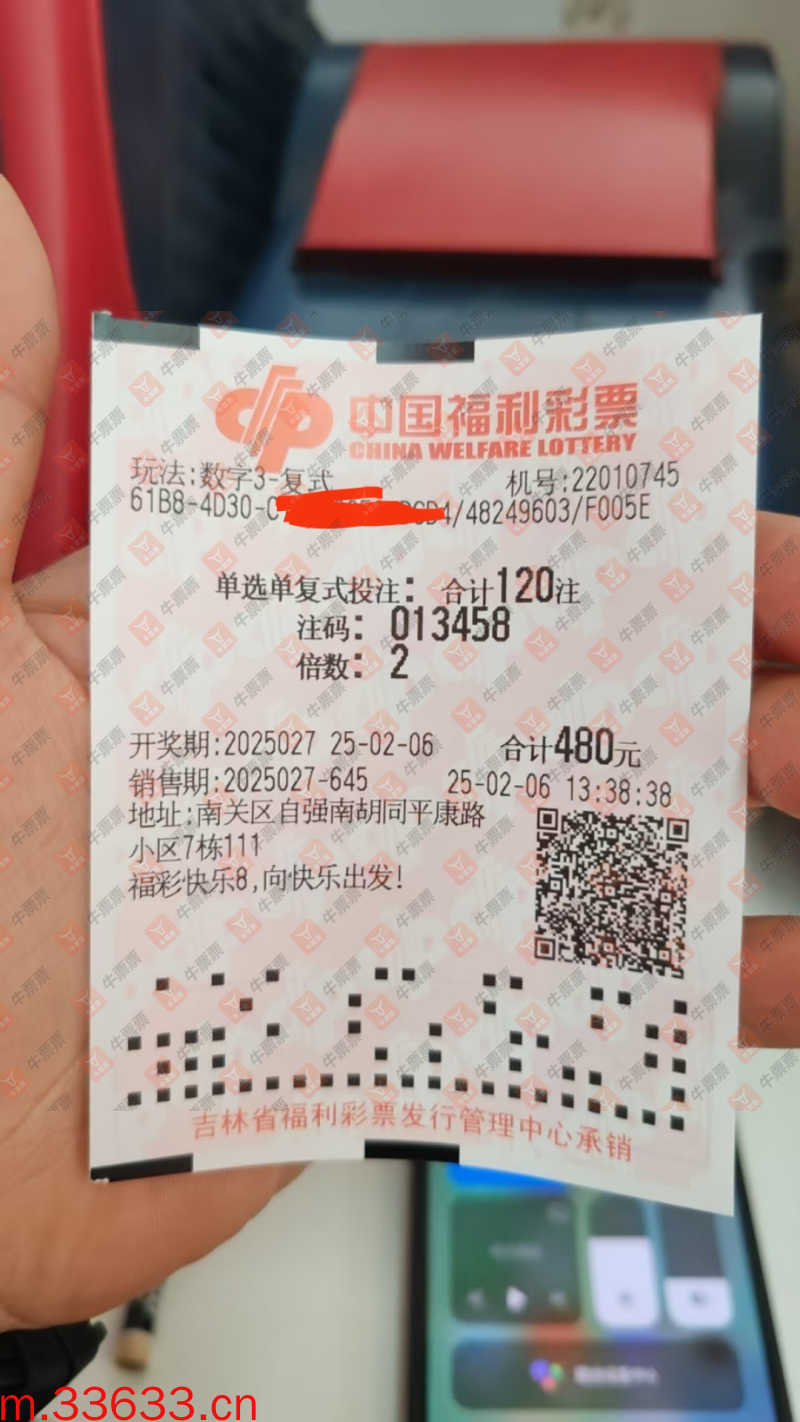 中国福利彩票
CHINA WELFARE LOTTERY
玩法:数字3-复式 机号:22010745
61B8-4D30-C D4/48249603/F005E
单选单复式投注: 合计120注
注码: 013458
倍数: 2
开奖期:2025027 25-02-06 合计480元
销售期:2025027-645 25-02-06 13:38:38
地址:南关区自强南胡同平康路
小区7栋111
福彩快乐8,向快乐出发!
吉林省福利彩票发行管理中心承销
牛票票
m.33633.cn